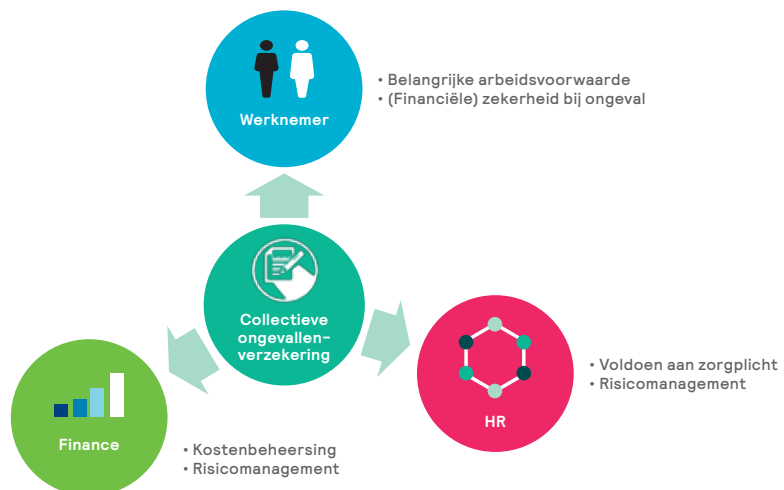 Werknemer
• Belangrijke arbeidsvoorwaarde
• (Financiële) zekerheid bij ongeval
Collectieve
ongevallen-
verzekering
HR
• Voldoen aan zorgplicht
• Risicomanagement
Finance
• Kostenbeheersing
• Risicomanagement